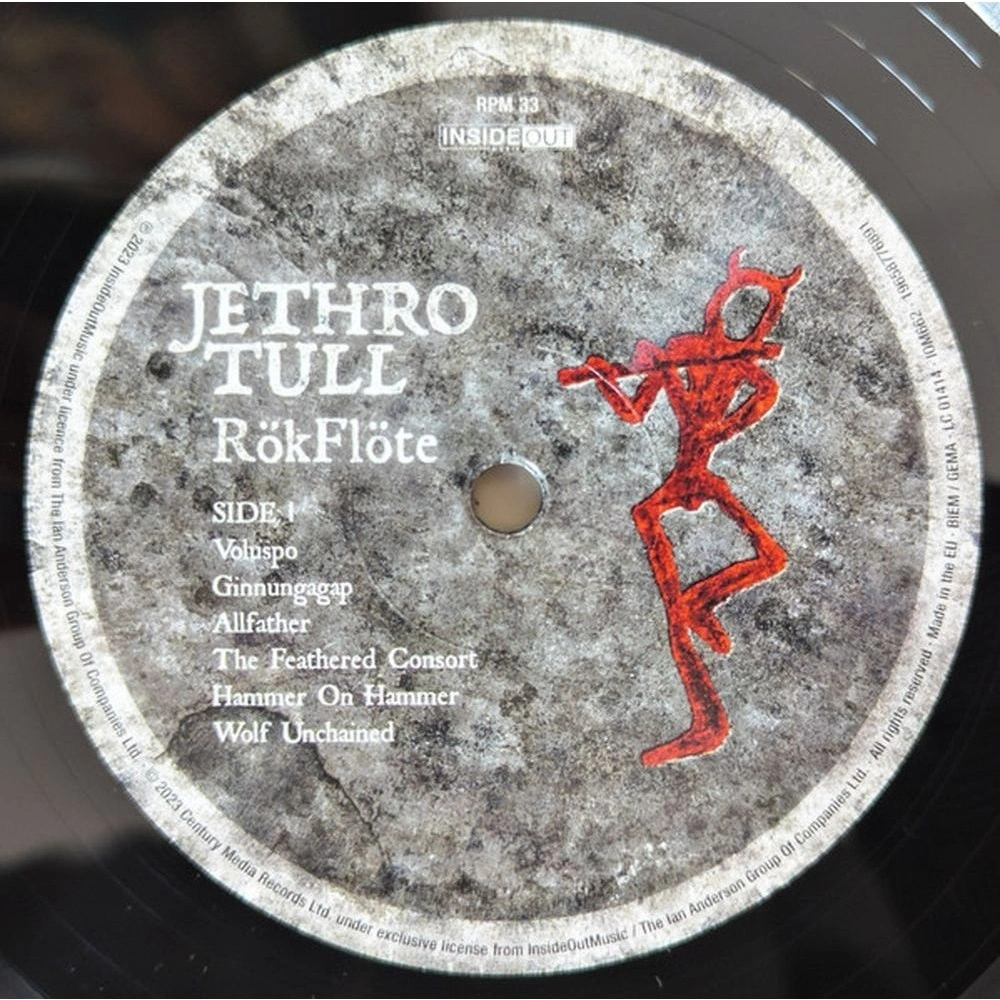 RPM 33
INSIDEOUT
JETHRO
TULL
RökFlöte
SIDE 1
Voluspo
Ginnungagap
Allfather
The Feathered Consort
Hammer On Hammer
Wolf Unchained
℗ 2023 InsideOutMusic under licence from The Ian Anderson Group Of Companies Ltd. © 2023 Century Media Records Ltd. under exclusive license from InsideOutMusic / The Ian Anderson Group Of Companies Ltd. All rights reserved. Made in the EU · BIEM / GEMA · LC 01414 · IOM662 · 19658776891